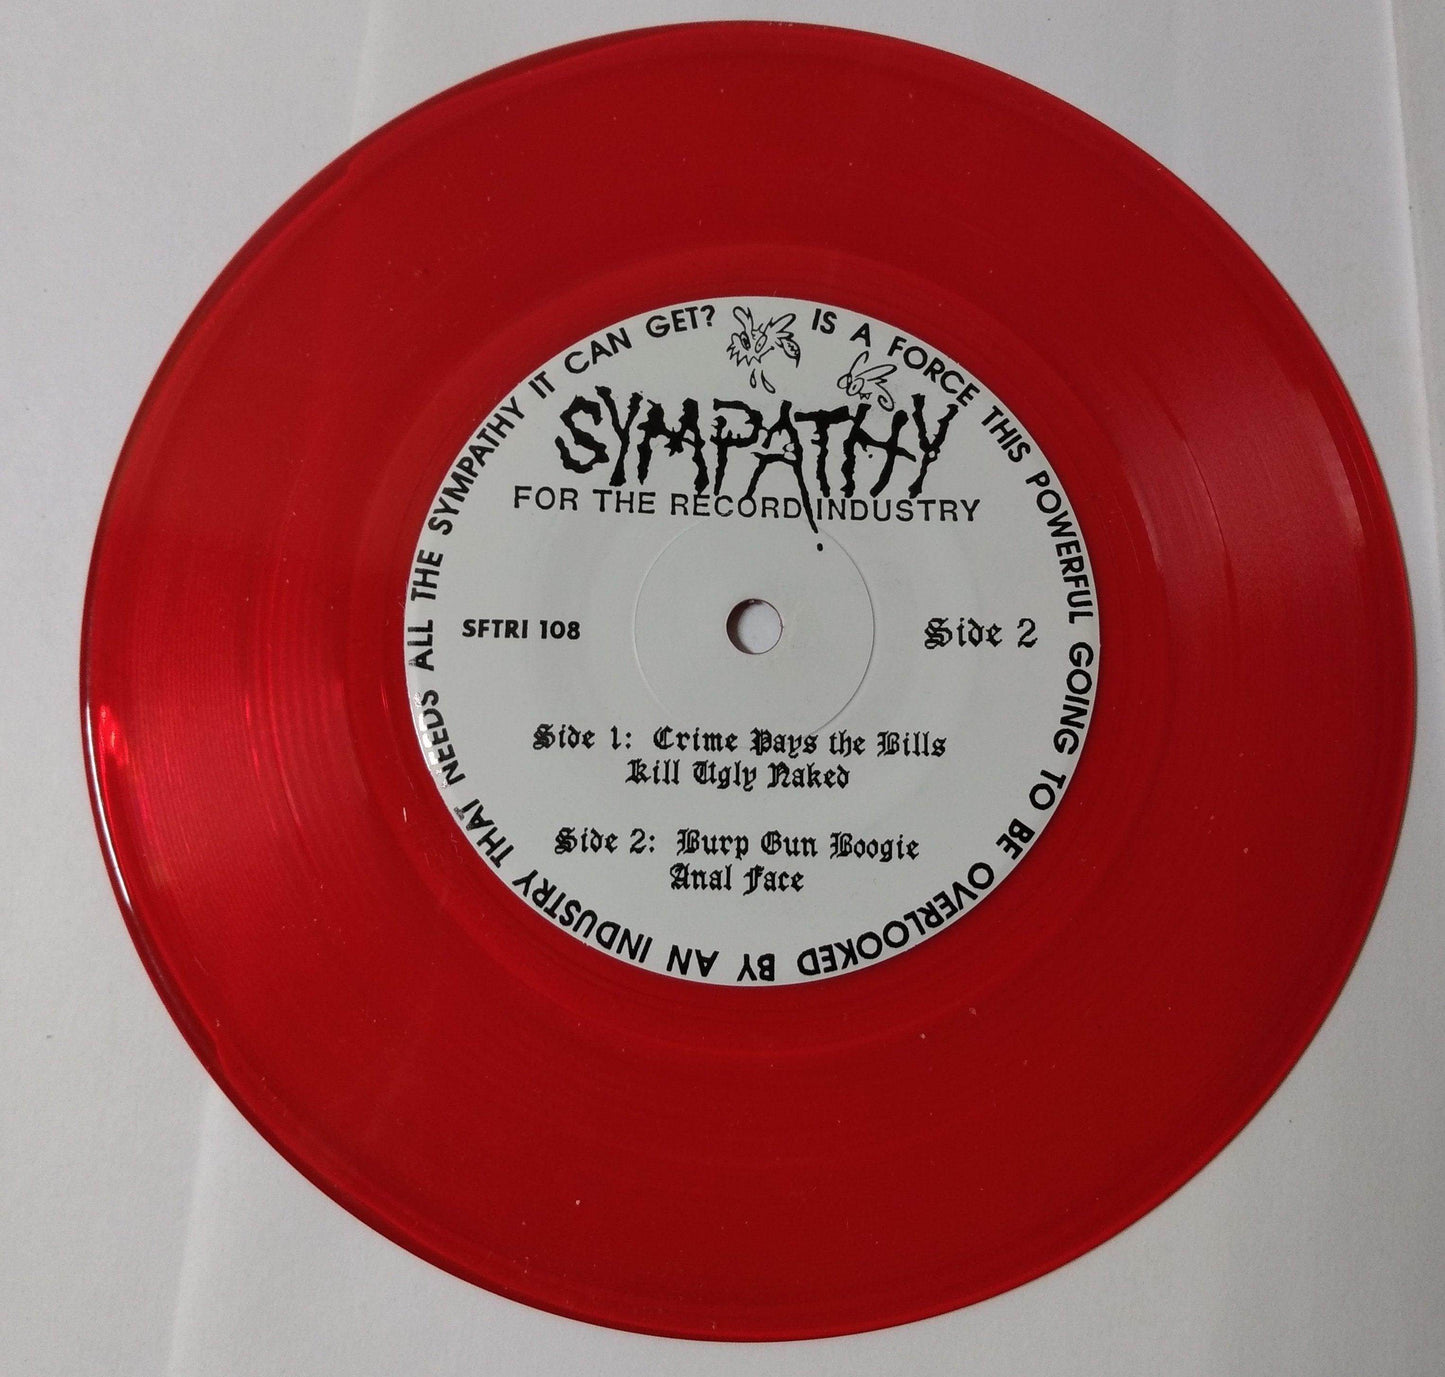 IS A FORCE THIS POWERFUL GOING TO BE OVERLOOKED BY AN INDUSTRY THAT NEEDS ALL THE SYMPATHY IT CAN GET?
SYMPATHY
FOR THE RECORD INDUSTRY
SFTRI 108
Side 2
Side 1: Crime Pays the Bills
Kill Ugly Naked
Side 2: Burp Gun Boogie
Anal Face